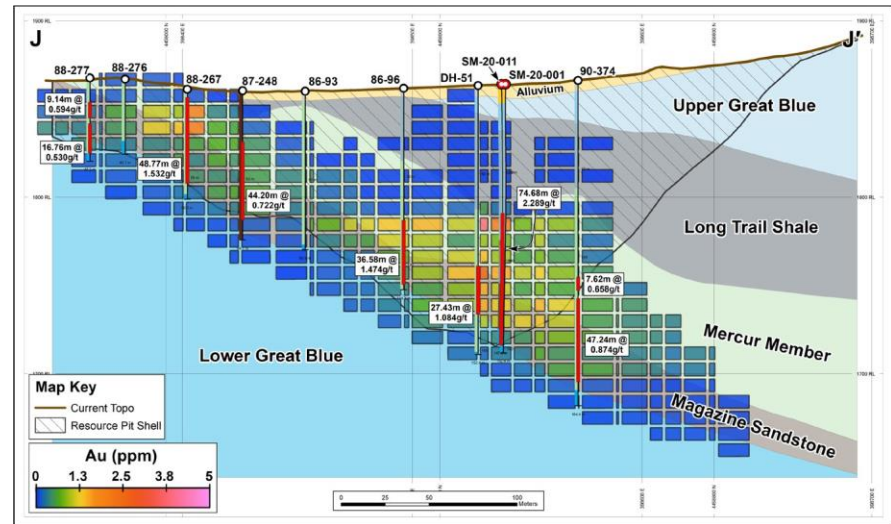 1900 RL
J
J'
88-277
88-276
88-267
87-248
86-93
86-96
DH-51
SM-20-011
SM-20-001
90-374
Alluvium
Upper Great Blue
9.14m @
0.594g/t
16.76m @
0.530g/t
48.77m @
1.532g/t
44.20m @
0.722g/t
74.68m @
2.289g/t
1800 RL
1800 RL
Long Trail Shale
36.58m @
1.474g/t
7.62m @
0.658g/t
27.43m @
1.084g/t
47.24m @
0.874g/t
Lower Great Blue
Mercur Member
1700 RL
Magazine Sandstone
Map Key
Current Topo
Resource Pit Shell
Au (ppm)
0 1.3 2.5 3.8 5
0 25 50 100
Meters